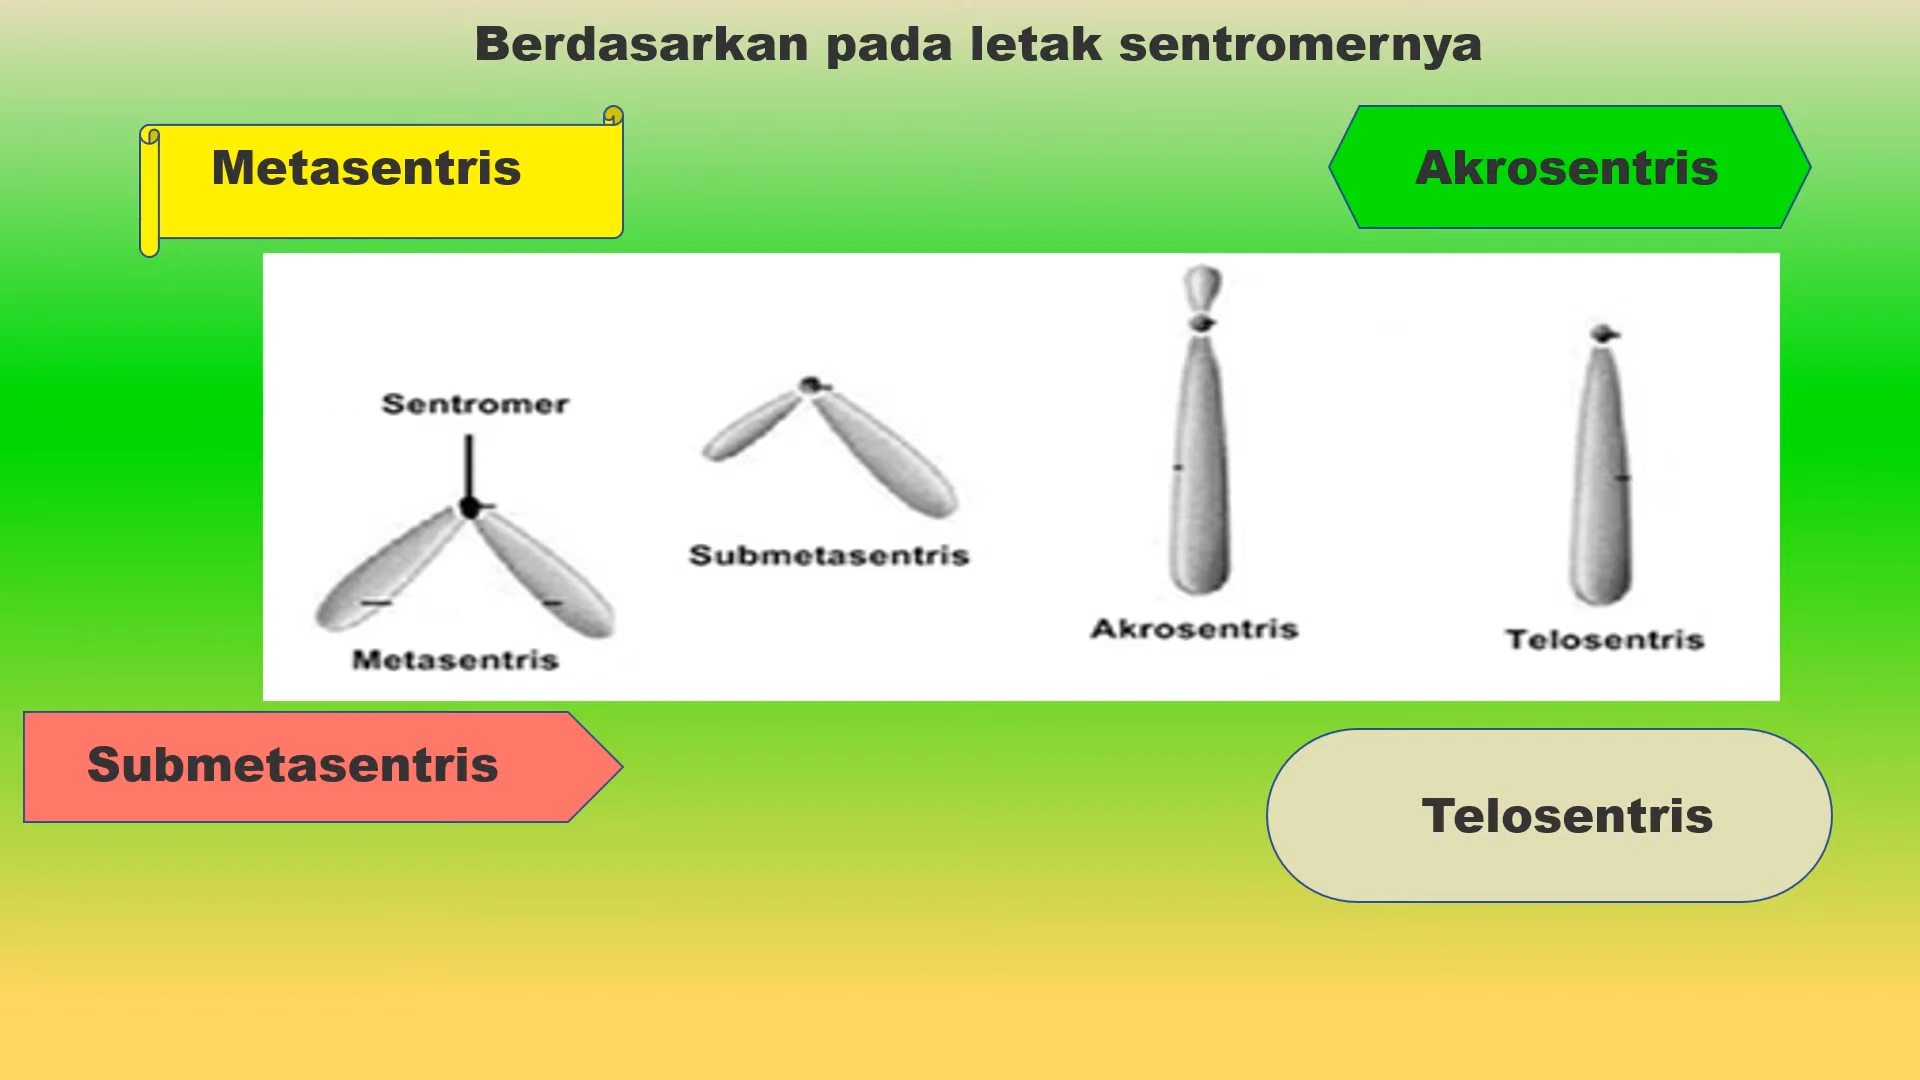 Berdasarkan pada letak sentromernya
Metasentris
Akrosentris
Sentromer
Submetasentris
Akrosentris
Telosentris
Metasentris
Submetasentris
Telosentris